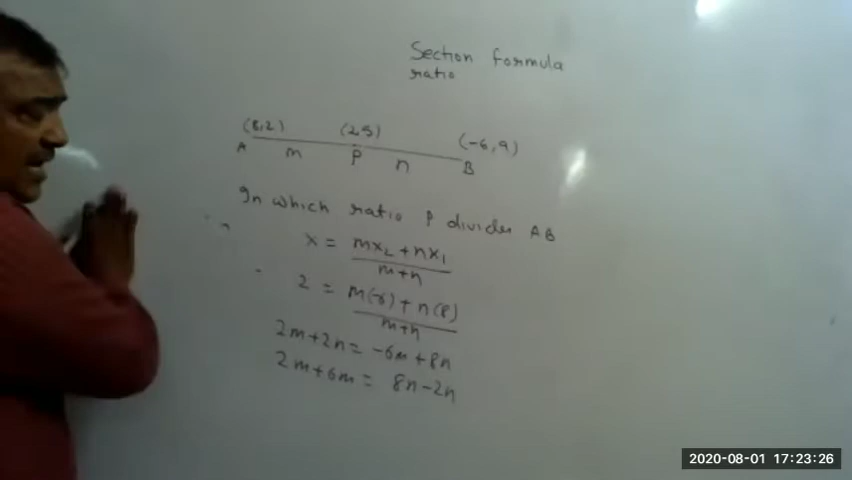 Section formula
ratio
(8,2) (2,5) (-6,9)
A m P n B
In which ratio P divides AB
x = mx₂+nx₁ / m+n
2 = m(-6)+n(8) / m+n
2m+2n = -6m+8n
2m+6m = 8n-2n
2020-08-01 17:23:26